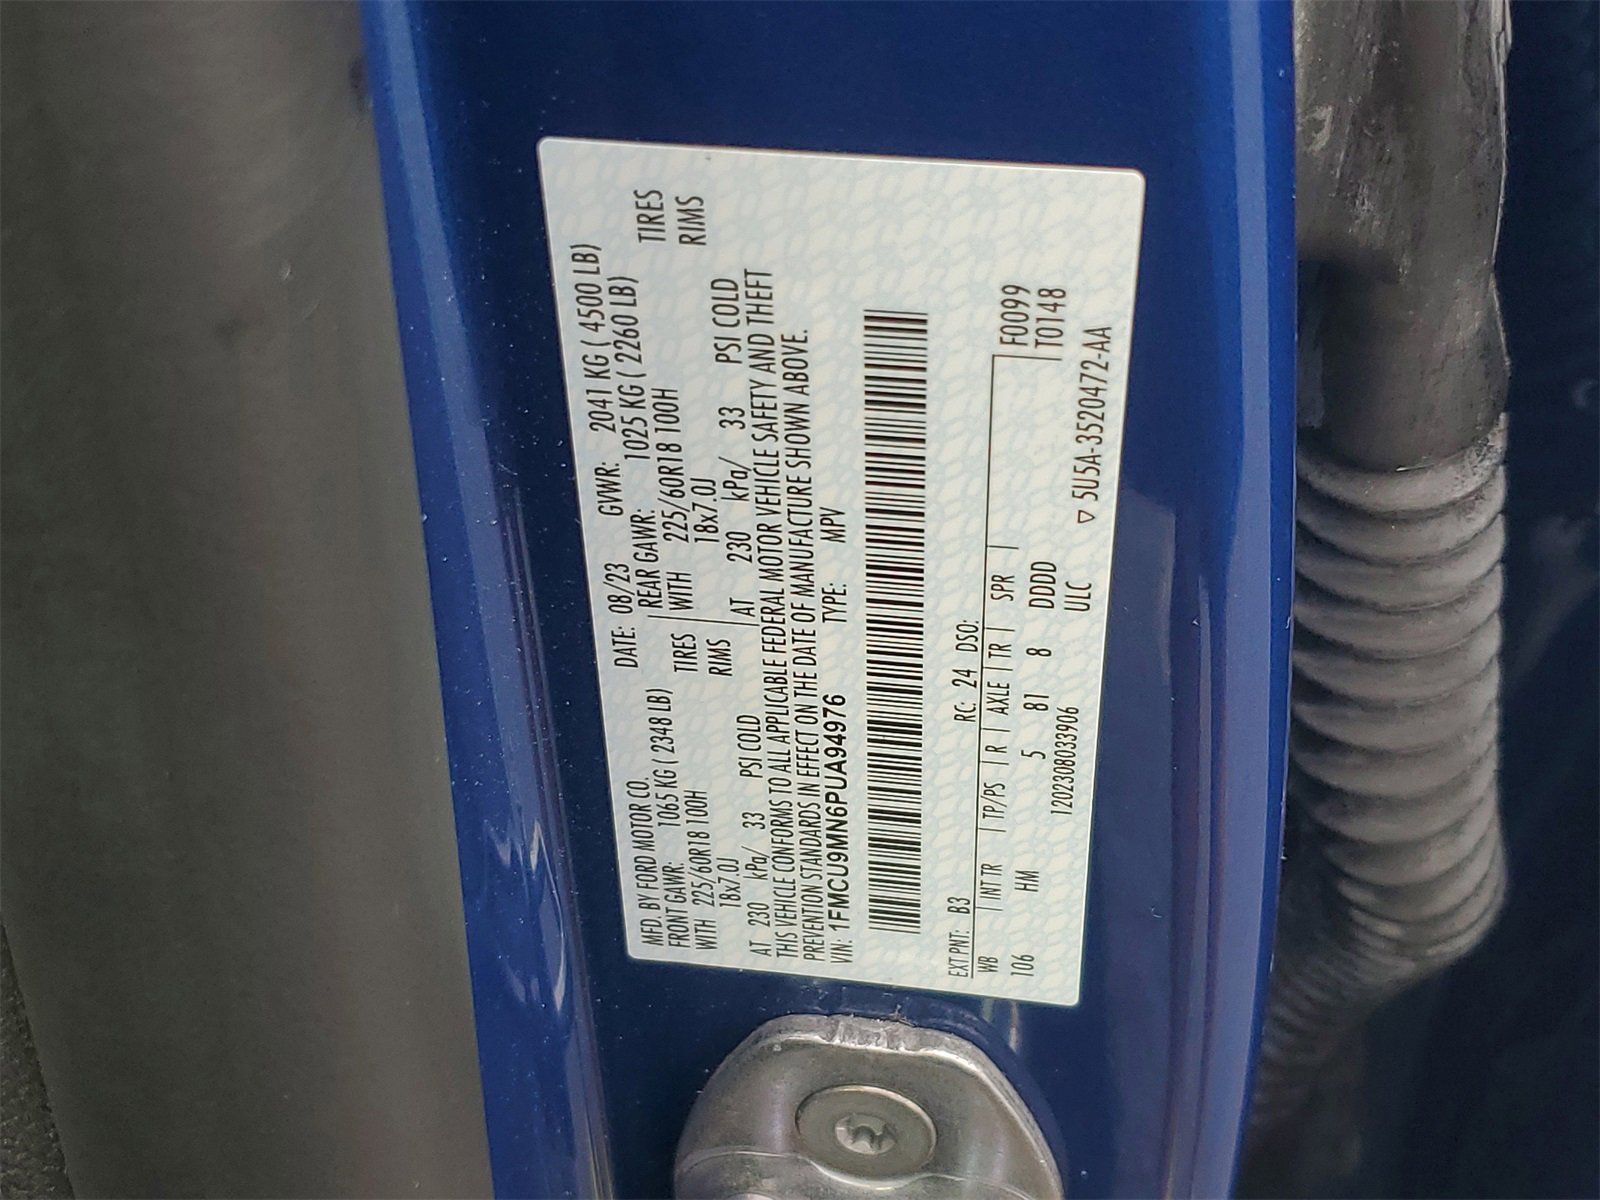 MFD. BY FORD MOTOR CO.
DATE: 08/23 GVWR: 2041 KG ( 4500 LB)
FRONT GAWR: 1065 KG ( 2348 LB) REAR GAWR: 1025 KG ( 2260 LB)
WITH 225/60R18 100H TIRES WITH 225/60R18 100H TIRES
18x7.0J RIMS 18x7.0J RIMS
AT 230 kPa/ 33 PSI COLD AT 230 kPa/ 33 PSI COLD
THIS VEHICLE CONFORMS TO ALL APPLICABLE FEDERAL MOTOR VEHICLE SAFETY AND THEFT
PREVENTION STANDARDS IN EFFECT ON THE DATE OF MANUFACTURE SHOWN ABOVE.
VIN: 1FMCU9MN6PUA94976 TYPE: MPV
EXT PNT: B3 RC: 24 DSO: F0099
WB INT TR TP/PS R AXLE TR SPR T0148
106 HM 5 81 8 DDDD
120230803390​6 ULC ▽ 5U5A-3520472-AA